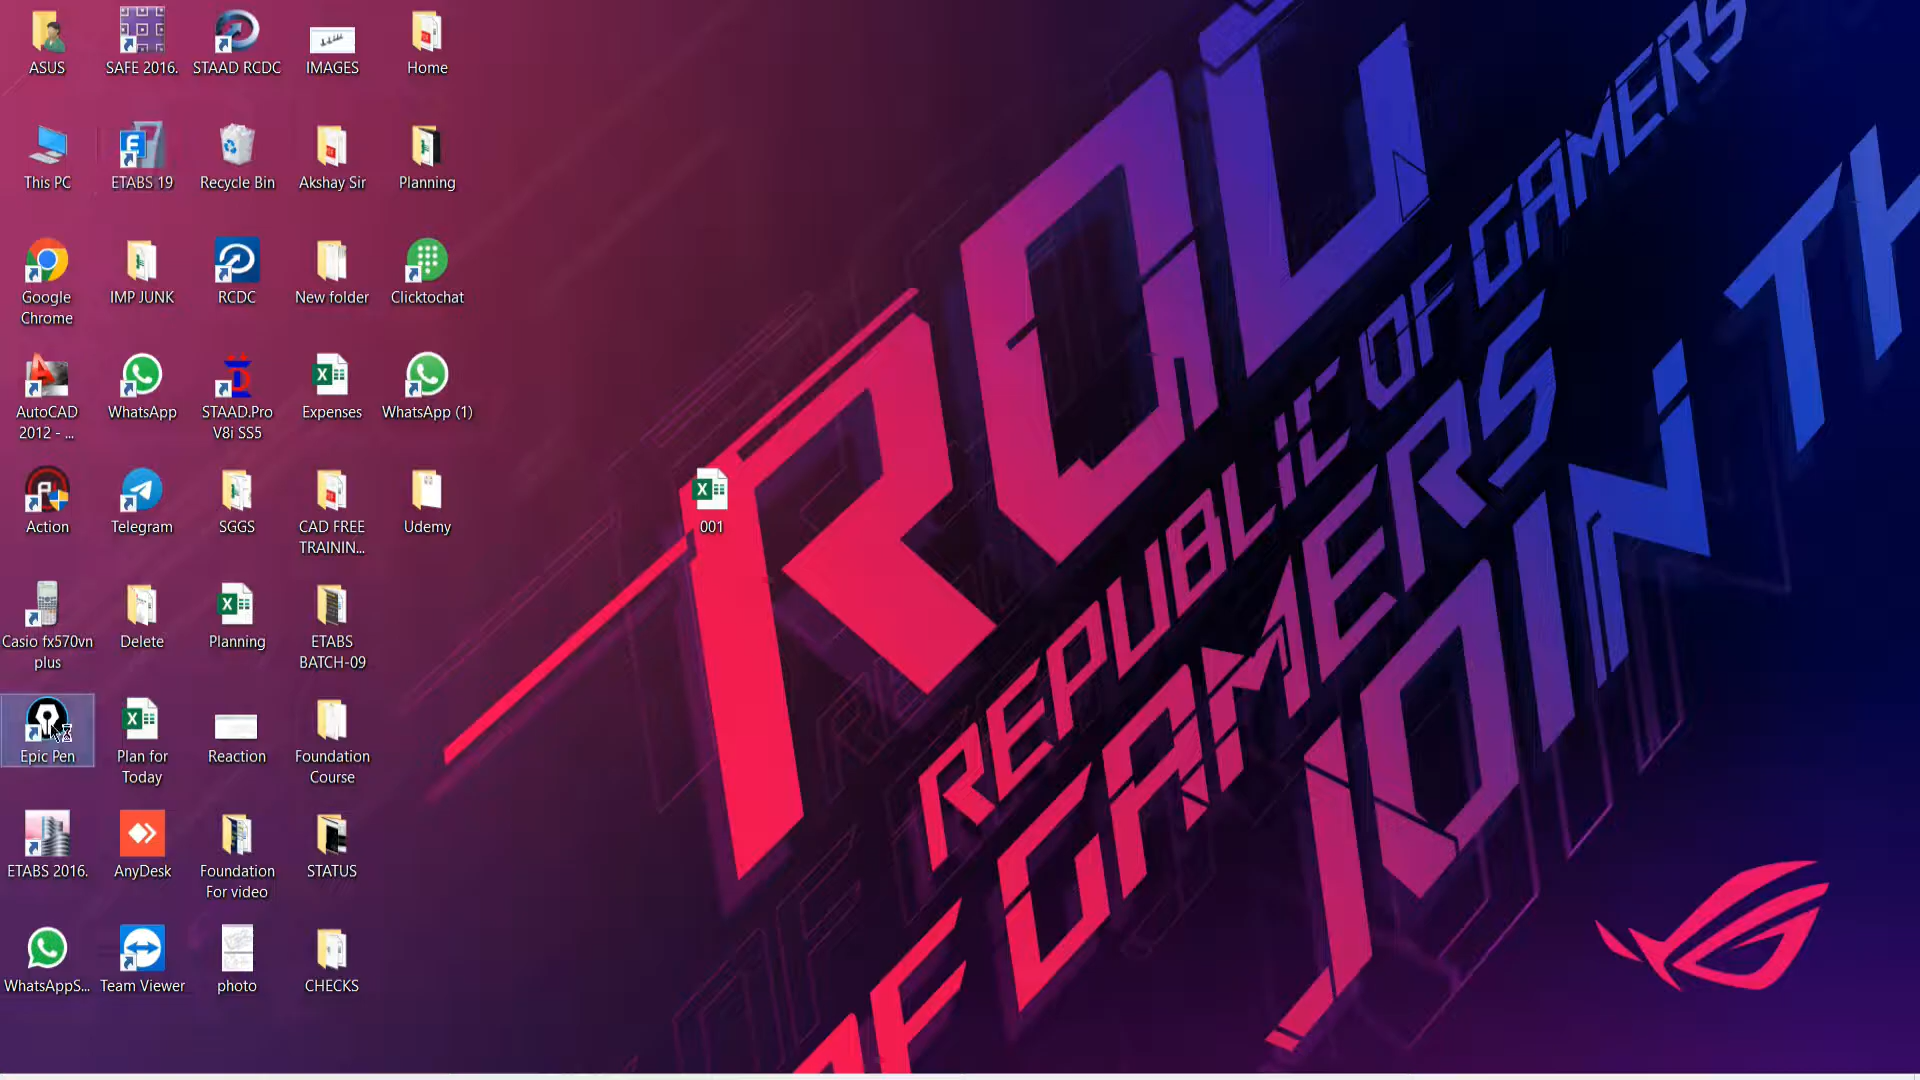 ASUS
SAFE 2016.
STAAD RCDC
IMAGES
Home
This PC
ETABS 19
Recycle Bin
Akshay Sir
Planning
Google
Chrome
IMP JUNK
RCDC
New folder
Clicktochat
AutoCAD
2012 - ...
WhatsApp
STAAD.Pro
V8i SS5
Expenses
WhatsApp (1)
Action
Telegram
SGGS
CAD FREE
TRAININ...
Udemy
001
Casio fx570vn
plus
Delete
Planning
ETABS
BATCH-09
Epic Pen
Plan for
Today
Reaction
Foundation
Course
ETABS 2016.
AnyDesk
Foundation
For video
STATUS
WhatsAppS...
Team Viewer
photo
CHECKS
REPUBLIC OF GAMERS
OF GAMERS
JOIN TH